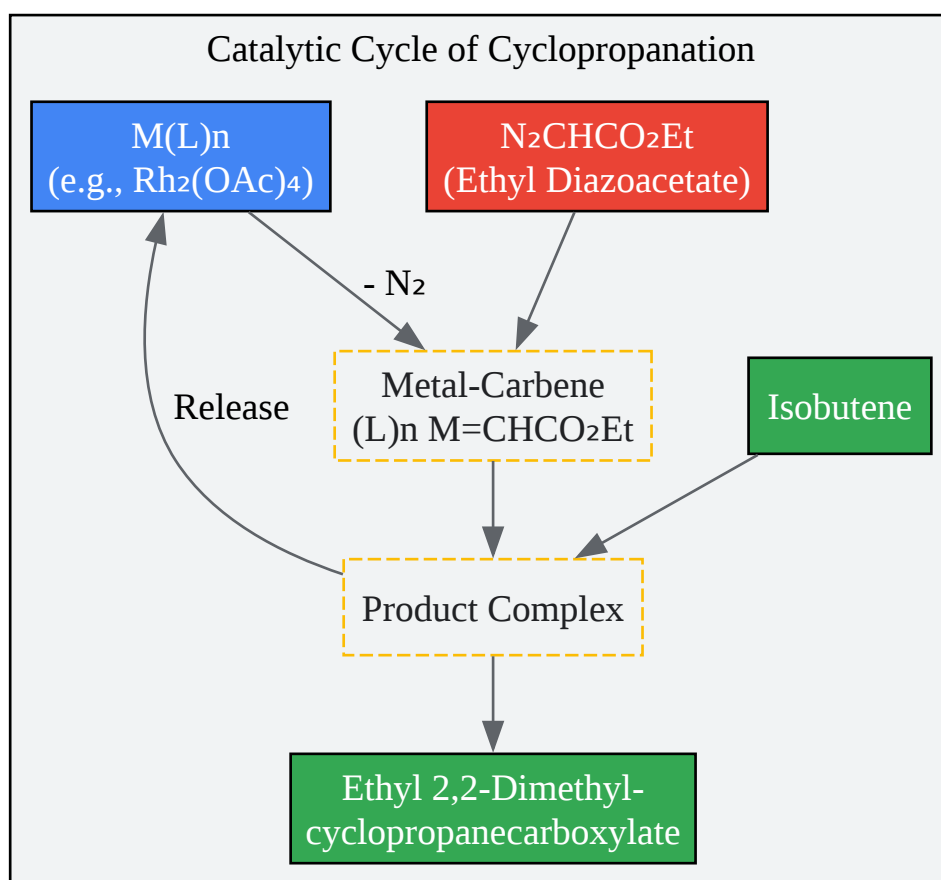 Catalytic Cycle of Cyclopropanation
M(L)n
(e.g., Rh₂(OAc)₄)
N₂CHCO₂Et
(Ethyl Diazoacetate)
- N₂
Metal-Carbene
(L)n M=CHCO₂Et
Isobutene
Release
Product Complex
Ethyl 2,2-Dimethyl-
cyclopropanecarboxylate